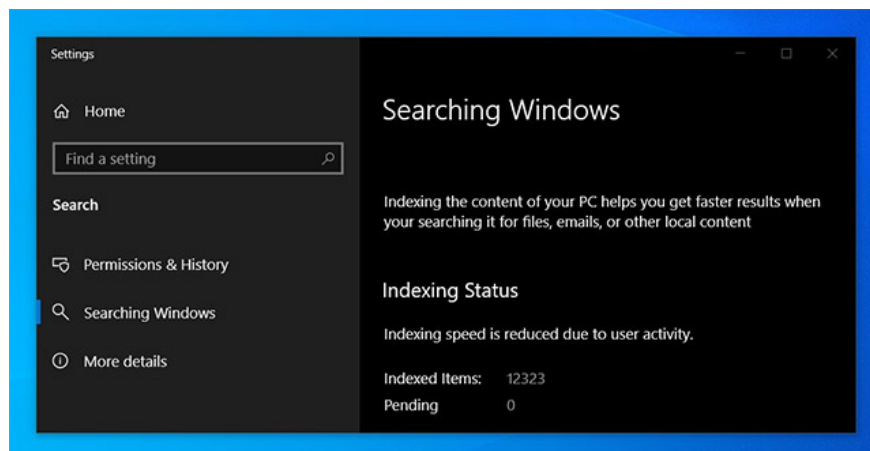 Settings
Home
Find a setting
Search
Permissions & History
Searching Windows
More details
Searching Windows
Indexing the content of your PC helps you get faster results when
your searching it for files, emails, or other local content
Indexing Status
Indexing speed is reduced due to user activity.
Indexed Items: 12323
Pending 0